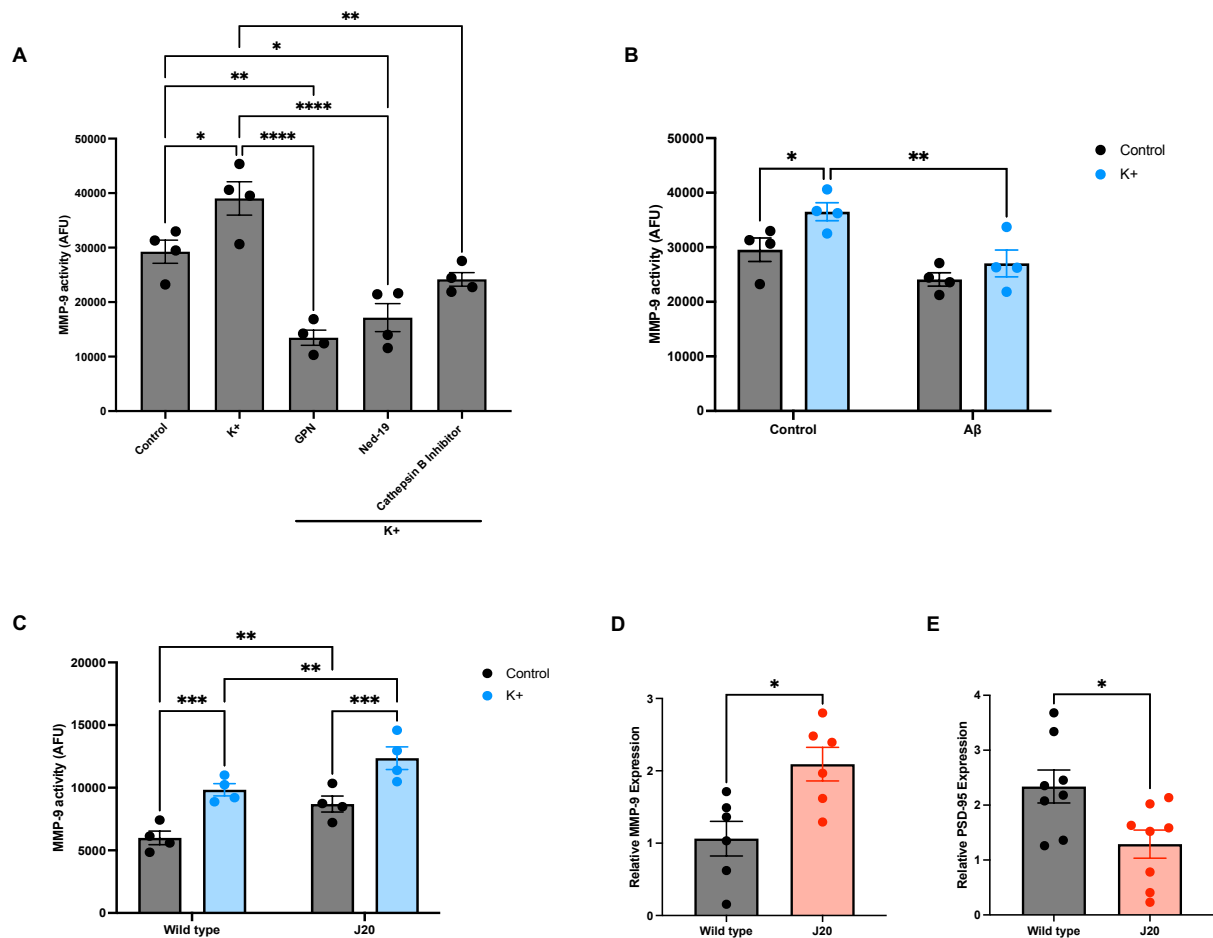 A
**
*
**
****
*
****
MMP-9 activity (AFU)
50000
40000
30000
20000
10000
0
Control
K+
GPN
Ned-19
Cathepsin B Inhibitor
K+
B
Control
K+
*
**
MMP-9 activity (AFU)
50000
40000
30000
20000
10000
0
Control
Aβ
C
**
**
***
***
Control
K+
MMP-9 activity (AFU)
20000
15000
10000
5000
0
Wild type
J20
D
*
Relative MMP-9 Expression
3
2
1
0
Wild type
J20
E
*
Relative PSD-95 Expression
4
3
2
1
0
Wild type
J20